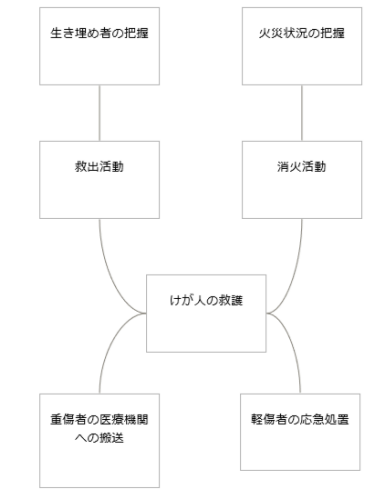 生き埋め者の把握
火災状況の把握
救出活動
消火活動
けが人の救護
重傷者の医療機関
への搬送
軽傷者の応急処置